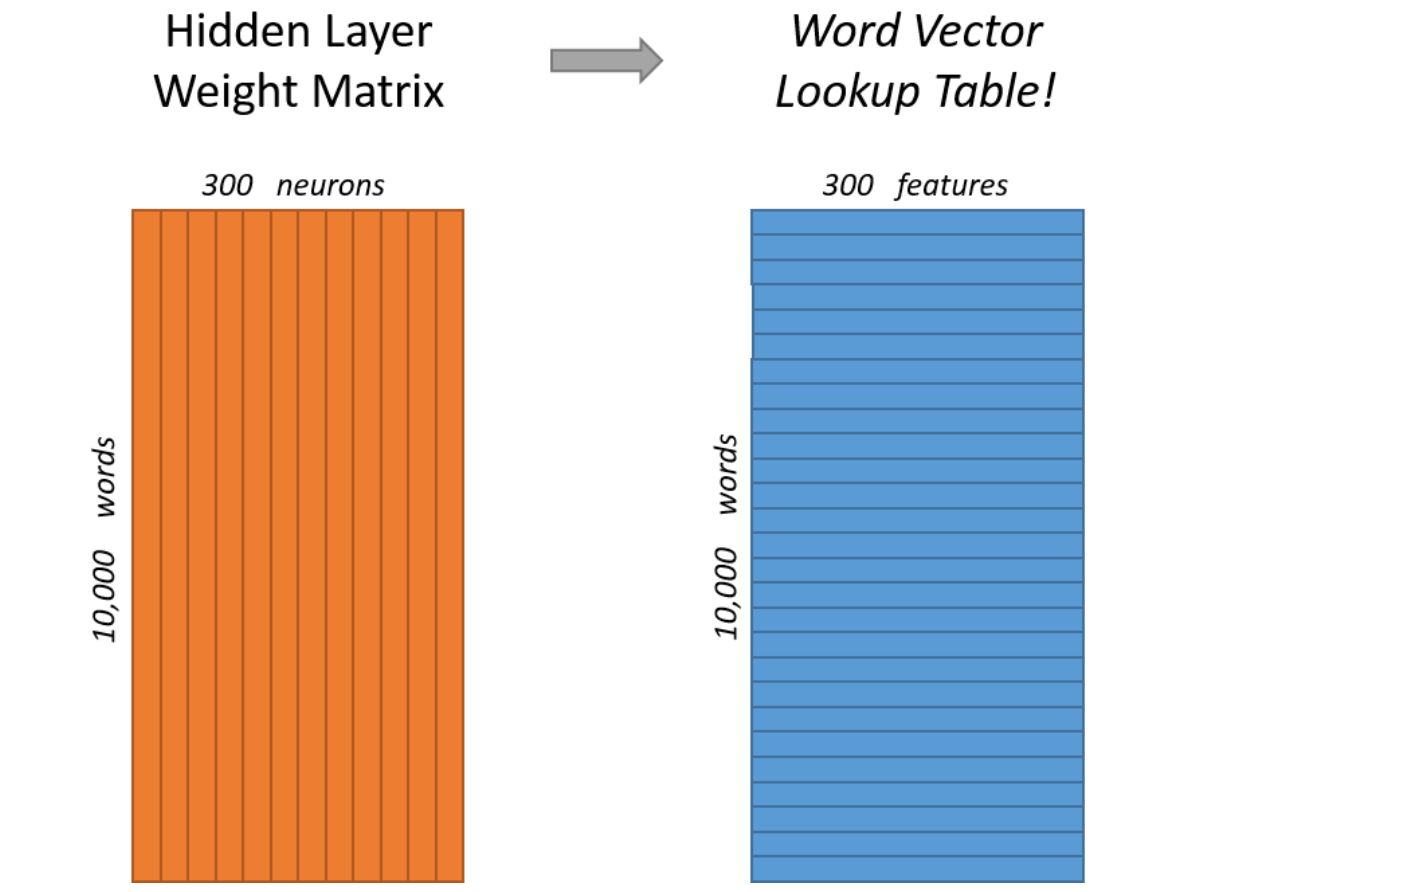 Hidden Layer
Weight Matrix
Word Vector
Lookup Table!
300 neurons
10,000 words
300 features
10,000 words